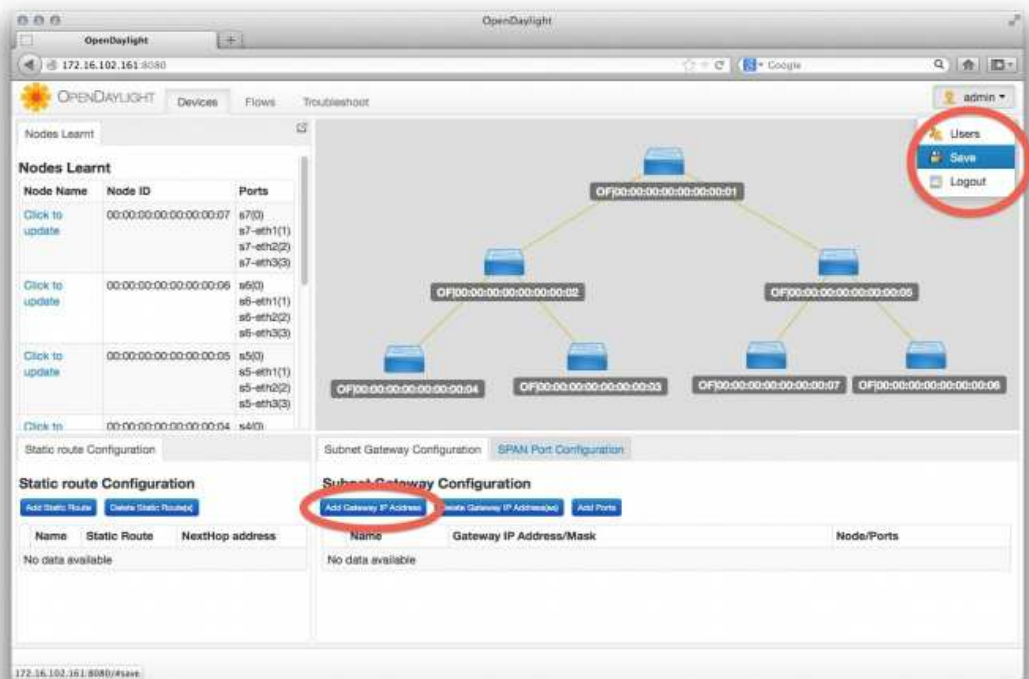 OpenDaylight
OpenDaylight
172.16.102.161:8080
Google
OPENDAYLIGHT
Devices
Flows
Troubleshoot
admin
Users
Save
Logout
Nodes Learnt
Nodes Learnt
Node Name Node ID Ports
Click to update 00:00:00:00:00:00:00:07 s7(0)
s7-eth1(1)
s7-eth2(2)
s7-eth3(3)
Click to update 00:00:00:00:00:00:00:06 s6(0)
s6-eth1(1)
s6-eth2(2)
s6-eth3(3)
Click to update 00:00:00:00:00:00:00:05 s5(0)
s5-eth1(1)
s5-eth2(2)
s5-eth3(3)
Click to 00:00:00:00:00:00:00:04 s4(0)
OF|00:00:00:00:00:00:00:01
OF|00:00:00:00:00:00:00:02
OF|00:00:00:00:00:00:00:05
OF|00:00:00:00:00:00:00:04
OF|00:00:00:00:00:00:00:03
OF|00:00:00:00:00:00:00:07
OF|00:00:00:00:00:00:00:06
Static route Configuration
Static route Configuration
Add Static Route
Delete Static Route(s)
Name Static Route NextHop address
No data available
Subnet Gateway Configuration
SPAN Port Configuration
Subnet Gateway Configuration
Add Gateway IP Address
Delete Gateway IP Address(es)
Add Ports
Name Gateway IP Address/Mask Node/Ports
No data available
172.16.102.161:8080/#save